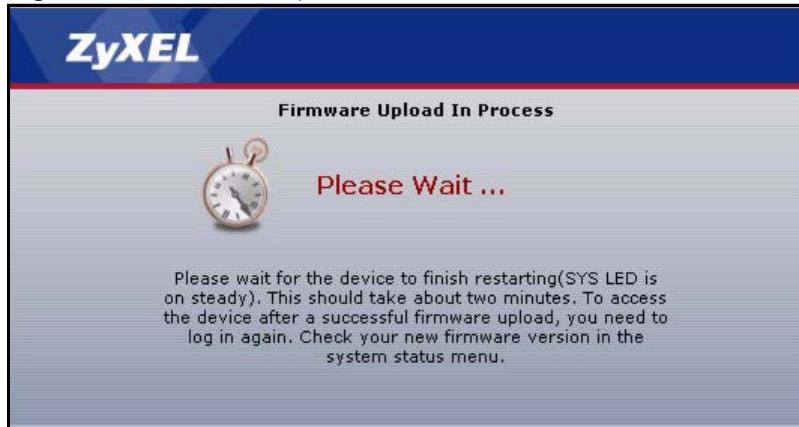 ZyXEL
Firmware Upload In Process
Please Wait ...
Please wait for the device to finish restarting(SYS LED is
on steady). This should take about two minutes. To access
the device after a successful firmware upload, you need to
log in again. Check your new firmware version in the
system status menu.